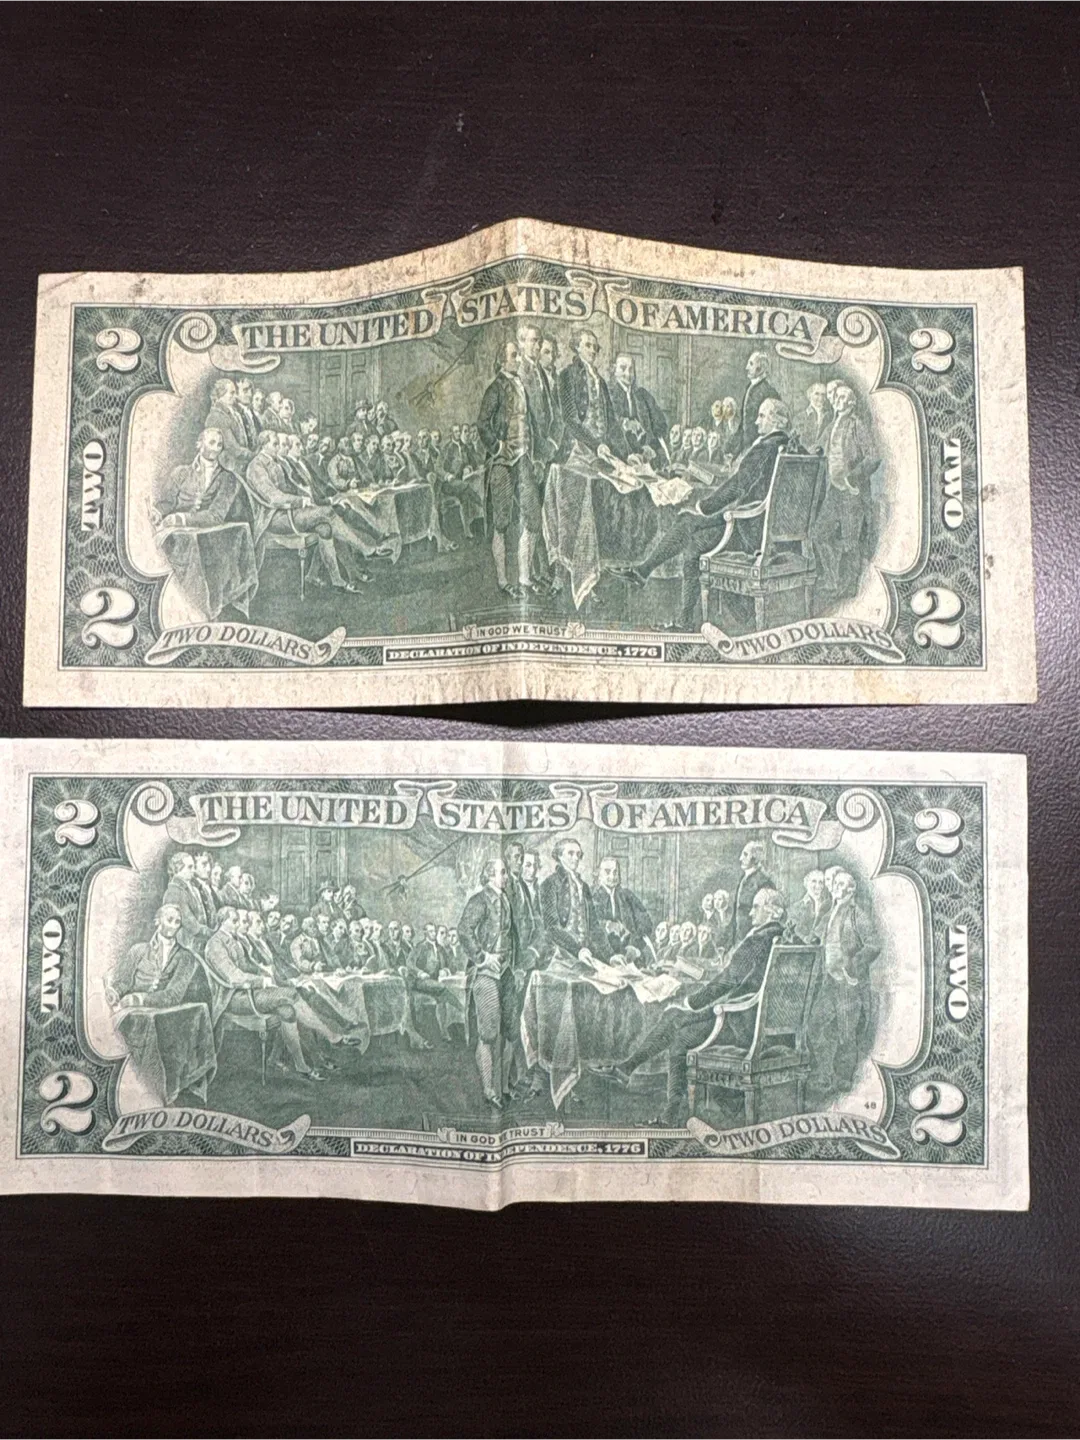 THE UNITED STATES OF AMERICA
2 2
TWO TWO
2 2
7
TWO DOLLARS IN GOD WE TRUST TWO DOLLARS
DECLARATION OF INDEPENDENCE, 1776
THE UNITED STATES OF AMERICA
2 2
TWO TWO
2 2
48
TWO DOLLARS IN GOD WE TRUST TWO DOLLARS
DECLARATION OF INDEPENDENCE, 1776